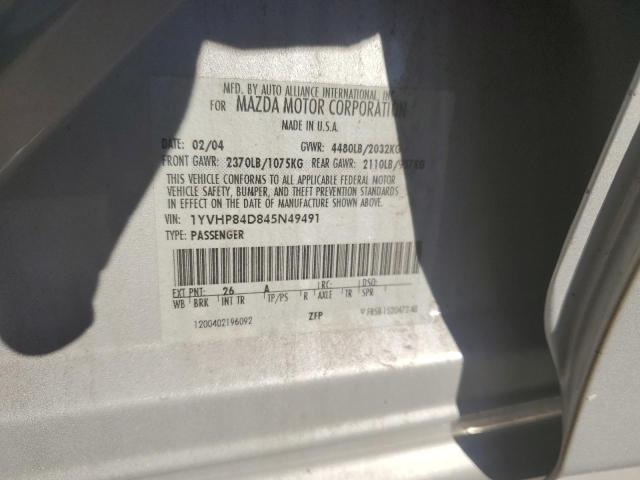 MFD. BY AUTO ALLIANCE INTERNATIONAL, INC.
FOR MAZDA MOTOR CORPORATION
MADE IN U.S.A.
DATE: 02/04 GVWR: 4480LB/2032KG
FRONT GAWR: 2370LB/1075KG REAR GAWR: 2110LB/957KG
THIS VEHICLE CONFORMS TO ALL APPLICABLE FEDERAL MOTOR
VEHICLE SAFETY, BUMPER, AND THEFT PREVENTION STANDARDS
IN EFFECT ON THE DATE OF MANUFACTURE SHOWN ABOVE.
VIN: 1YVHP84D845N49491
TYPE: PASSENGER
EXT PNT: 26 A RC: DSO:
WB BRK INT TR TP/PS R AXLE TR SPR
1200402196092 ZFP